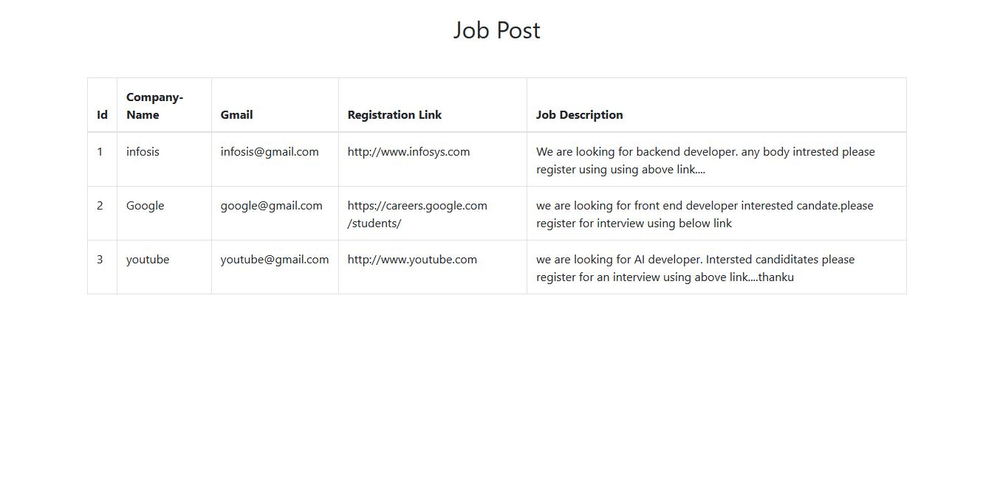 Job Post
Company-
Id Name Gmail Registration Link Job Description
1 infosis infosis@gmail.com http://www.infosys.com We are looking for backend developer. any body intrested please
register using using above link....
2 Google google@gmail.com https://careers.google.com we are looking for front end developer interested candate.please
/students/ register for interview using below link
3 youtube youtube@gmail.com http://www.youtube.com we are looking for AI developer. Intersted candiditates please
register for an interview using above link....thanku